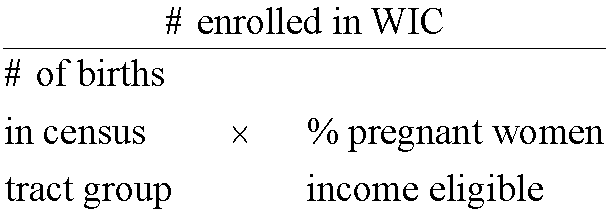 # enrolled in WIC
# of births
in census × % pregnant women
tract group income eligible